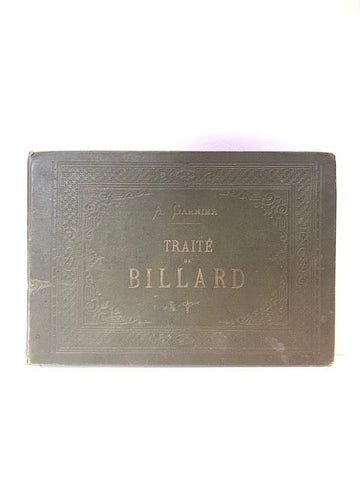 A GARNIER
TRAITÉ
DE
BILLARD